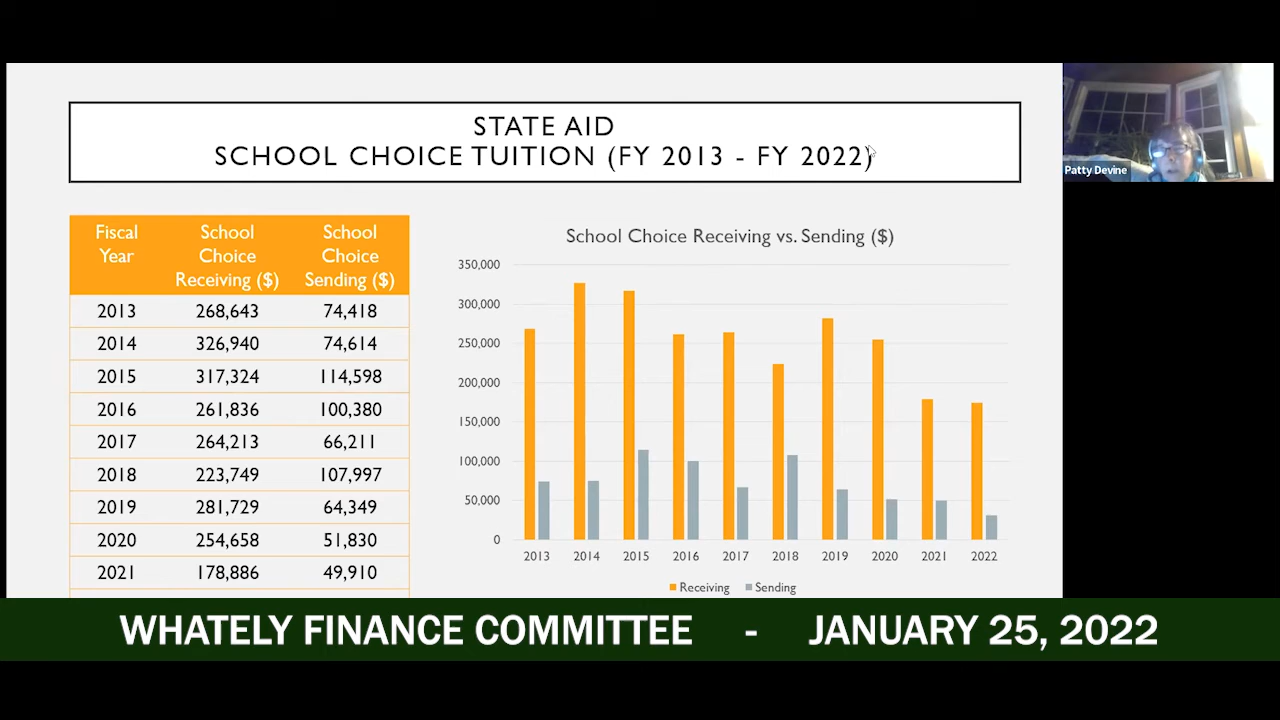 STATE AID
SCHOOL CHOICE TUITION (FY 2013 - FY 2022)
Patty Devine
Fiscal Year School Choice Receiving ($) School Choice Sending ($)
2013 268,643 74,418
2014 326,940 74,614
2015 317,324 114,598
2016 261,836 100,380
2017 264,213 66,211
2018 223,749 107,997
2019 281,729 64,349
2020 254,658 51,830
2021 178,886 49,910
School Choice Receiving vs. Sending ($)
350,000
300,000
250,000
200,000
150,000
100,000
50,000
0
2013 2014 2015 2016 2017 2018 2019 2020 2021 2022
Receiving Sending
WHATELY FINANCE COMMITTEE - JANUARY 25, 2022